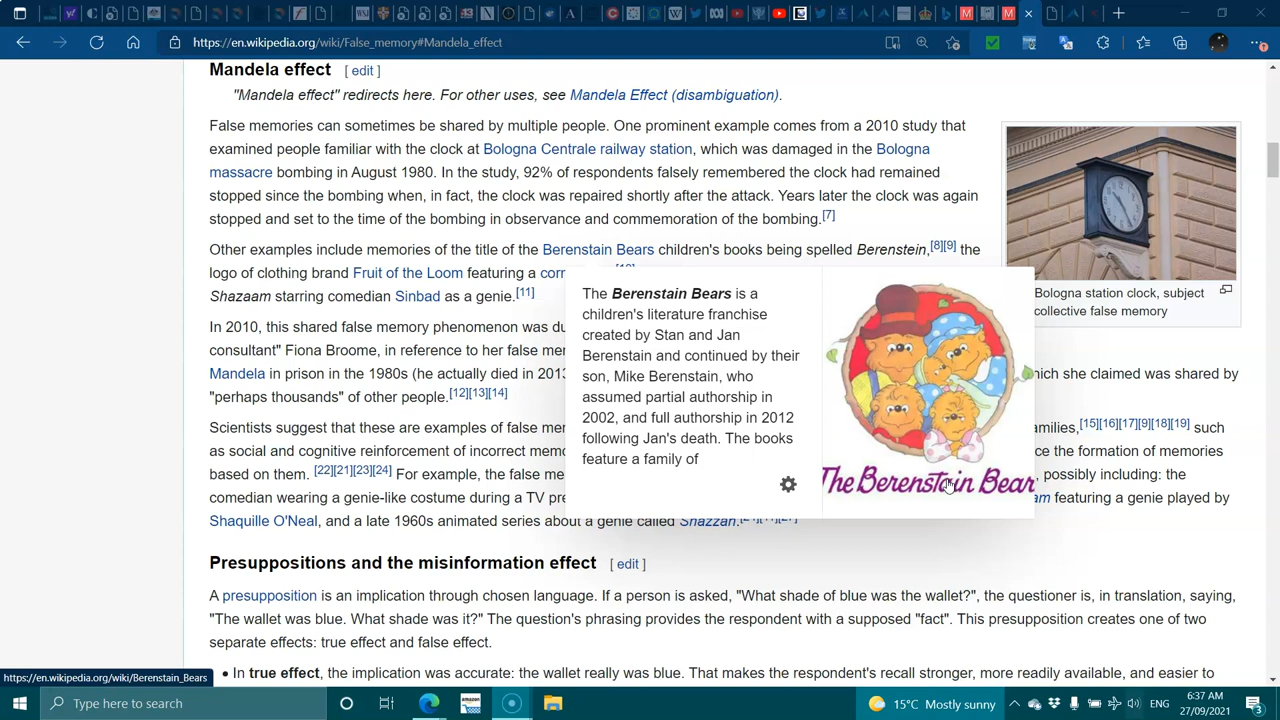 https://en.wikipedia.org/wiki/False_memory#Mandela_effect
Mandela effect [ edit ]
"Mandela effect" redirects here. For other uses, see Mandela Effect (disambiguation).
False memories can sometimes be shared by multiple people. One prominent example comes from a 2010 study that
examined people familiar with the clock at Bologna Centrale railway station, which was damaged in the Bologna
massacre bombing in August 1980. In the study, 92% of respondents falsely remembered the clock had remained
stopped since the bombing when, in fact, the clock was repaired shortly after the attack. Years later the clock was again
stopped and set to the time of the bombing in observance and commemoration of the bombing.[7]
Other examples include memories of the title of the Berenstain Bears children's books being spelled Berenstein,[8][9] the
logo of clothing brand Fruit of the Loom featuring a corn
Shazaam starring comedian Sinbad as a genie.[11]
In 2010, this shared false memory phenomenon was du
consultant" Fiona Broome, in reference to her false mem
Mandela in prison in the 1980s (he actually died in 2013 hich she claimed was shared by
"perhaps thousands" of other people.[12][13][14]
Scientists suggest that these are examples of false mem amilies,[15][16][17][9][18][19] such
as social and cognitive reinforcement of incorrect memo ce the formation of memories
based on them. [22][21][23][24] For example, the false me , possibly including: the
comedian wearing a genie-like costume during a TV pre am featuring a genie played by
Shaquille O'Neal, and a late 1960s animated series about a genie called Shazzan.
Bologna station clock, subject
collective false memory
The Berenstain Bears is a
children's literature franchise
created by Stan and Jan
Berenstain and continued by their
son, Mike Berenstain, who
assumed partial authorship in
2002, and full authorship in 2012
following Jan's death. The books
feature a family of
The Berenstain Bear
Presuppositions and the misinformation effect [ edit ]
A presupposition is an implication through chosen language. If a person is asked, "What shade of blue was the wallet?", the questioner is, in translation, saying,
"The wallet was blue. What shade was it?" The question's phrasing provides the respondent with a supposed "fact". This presupposition creates one of two
separate effects: true effect and false effect.
• In true effect, the implication was accurate: the wallet really was blue. That makes the respondent's recall stronger, more readily available, and easier to
https://en.wikipedia.org/wiki/Berenstain_Bears
Type here to search
amazon
15°C Mostly sunny
ENG
6:37 AM
27/09/2021
3